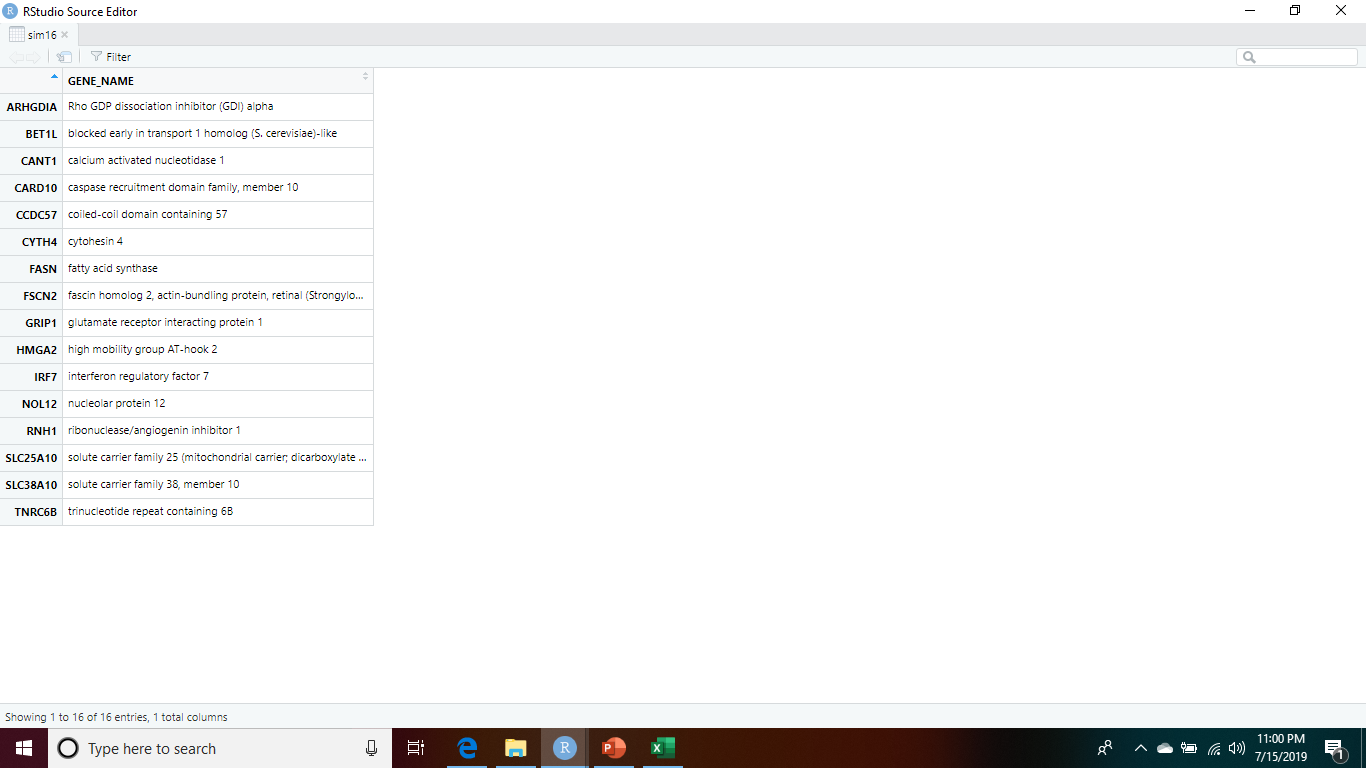 R RStudio Source Editor
sim16
Filter
GENE_NAME
ARHGDIA Rho GDP dissociation inhibitor (GDI) alpha
BET1L blocked early in transport 1 homolog (S. cerevisiae)-like
CANT1 calcium activated nucleotidase 1
CARD10 caspase recruitment domain family, member 10
CCDC57 coiled-coil domain containing 57
CYTH4 cytohesin 4
FASN fatty acid synthase
FSCN2 fascin homolog 2, actin-bundling protein, retinal (Strongylo...
GRIP1 glutamate receptor interacting protein 1
HMGA2 high mobility group AT-hook 2
IRF7 interferon regulatory factor 7
NOL12 nucleolar protein 12
RNH1 ribonuclease/angiogenin inhibitor 1
SLC25A10 solute carrier family 25 (mitochondrial carrier; dicarboxylate ...
SLC38A10 solute carrier family 38, member 10
TNRC6B trinucleotide repeat containing 6B
Showing 1 to 16 of 16 entries, 1 total columns
Type here to search
R
P
X
11:00 PM
7/15/2019
1